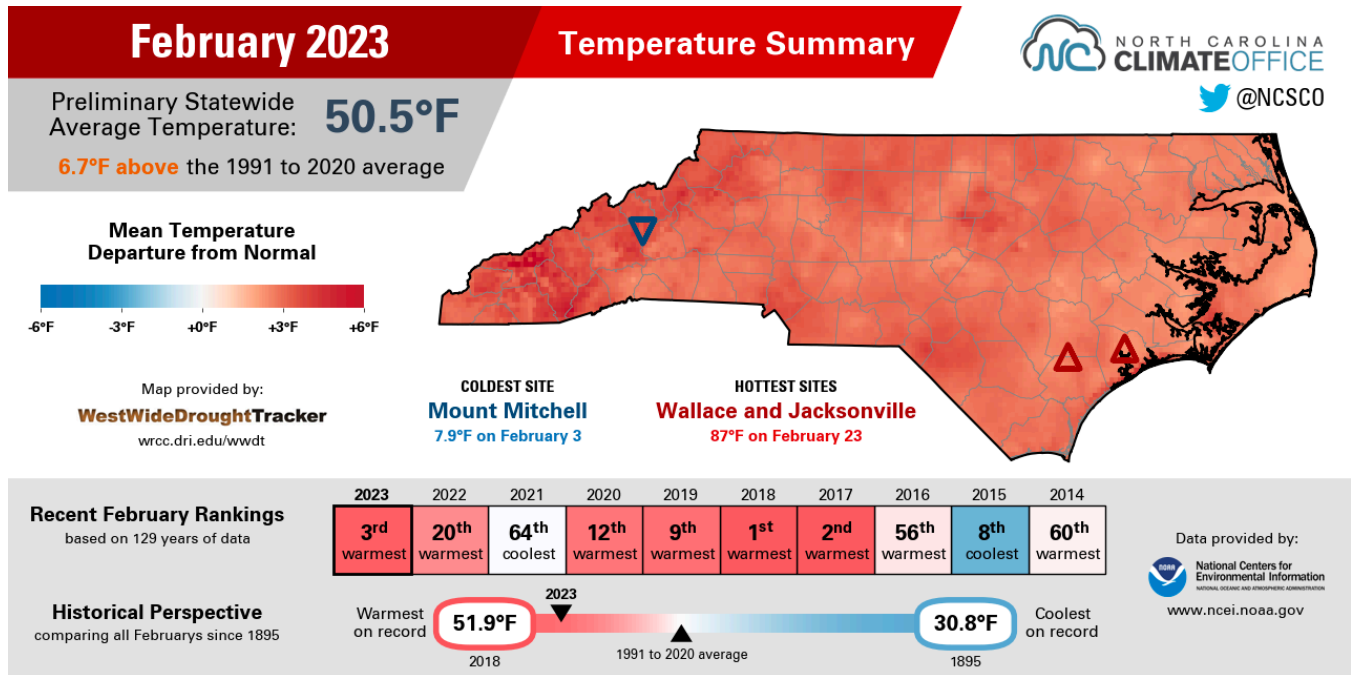 February 2023
Temperature Summary
NC
NORTH CAROLINA
CLIMATEOFFICE
@NCSCO
Preliminary Statewide
Average Temperature:
50.5°F
6.7°F above the 1991 to 2020 average
Mean Temperature
Departure from Normal
-6°F -3°F +0°F +3°F +6°F
Map provided by:
WestWideDroughtTracker
wrcc.dri.edu/wwdt
COLDEST SITE
Mount Mitchell
7.9°F on February 3
HOTTEST SITES
Wallace and Jacksonville
87°F on February 23
Recent February Rankings
based on 129 years of data
2023 2022 2021 2020 2019 2018 2017 2016 2015 2014
3rd 20th 64th 12th 9th 1st 2nd 56th 8th 60th
warmest warmest coolest warmest warmest warmest warmest warmest coolest warmest
Historical Perspective
comparing all Februarys since 1895
Warmest
on record
51.9°F
2018
2023
1991 to 2020 average
30.8°F
1895
Coolest
on record
Data provided by:
NOAA
National Centers for
Environmental Information
NATIONAL OCEANIC AND ATMOSPHERIC ADMINISTRATION
www.ncei.noaa.gov